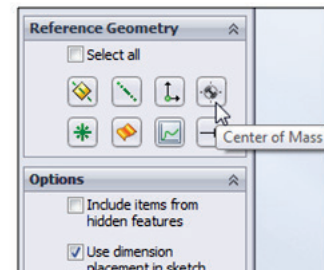 Reference Geometry
Select all
Center of Mass
Options
Include items from
hidden features
Use dimension
placement in sketch